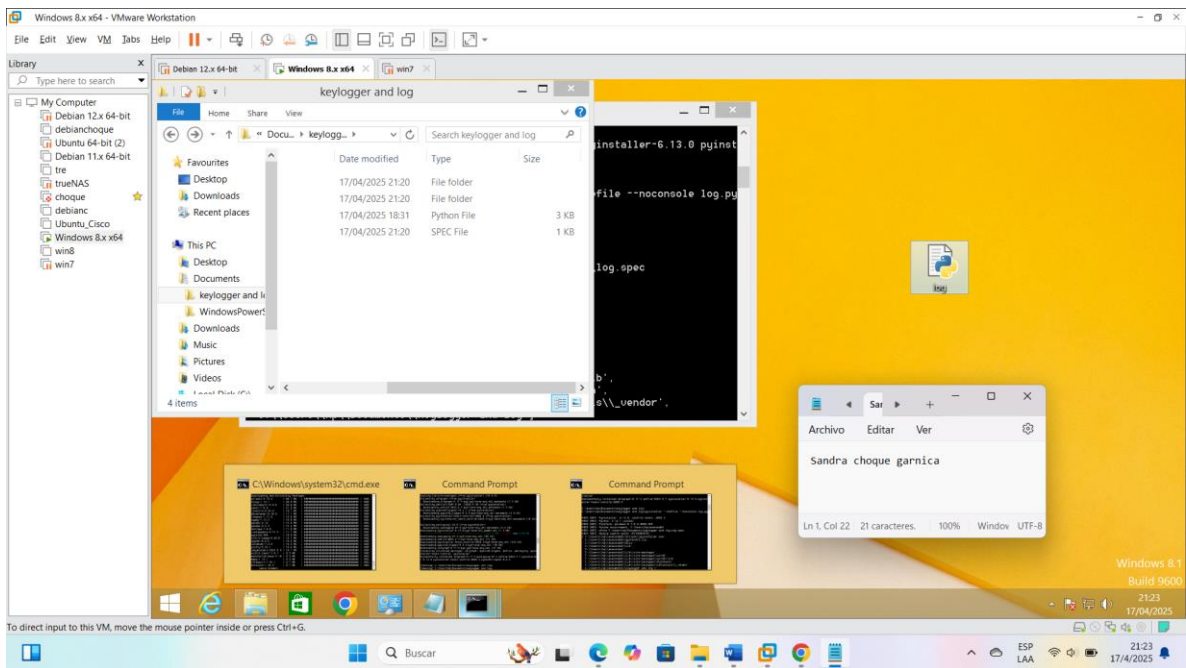 Windows 8.x x64 - VMware Workstation
File Edit View VM Tabs Help
Library x
Type here to search
My Computer
Debian 12.x 64-bit
debianchoque
Ubuntu 64-bit (2)
Debian 11.x 64-bit
tre
trueNAS
choque
debianc
Ubuntu_Cisco
Windows 8.x x64
win8
win7
Debian 12.x 64-bit
Windows 8.x x64
win7
keylogger and log
File Home Share View
« Docu... keylogg...
Search keylogger and log
Favourites
Desktop
Downloads
Recent places
This PC
Desktop
Documents
keylogger and lo
WindowsPowerS
Downloads
Music
Pictures
Videos
Date modified Type Size
17/04/2025 21:20 File folder
17/04/2025 21:20 File folder
17/04/2025 18:31 Python File 3 KB
17/04/2025 21:20 SPEC File 1 KB
4 items
installer-6.13.0 pyinst
file --noconsole log.py
log.spec
b',
s\\_vendor',
log
Sar
Archivo Editar Ver
Sandra choque garnica
Ln 1, Col 22 21 caracteres. 100% Window UTF-8
C:\Windows\system32\cmd.exe
Command Prompt
Command Prompt
Windows 8.1
Build 9600
21:23
17/04/2025
To direct input to this VM, move the mouse pointer inside or press Ctrl+G.
Buscar
ESP
LAA
21:23
17/4/2025